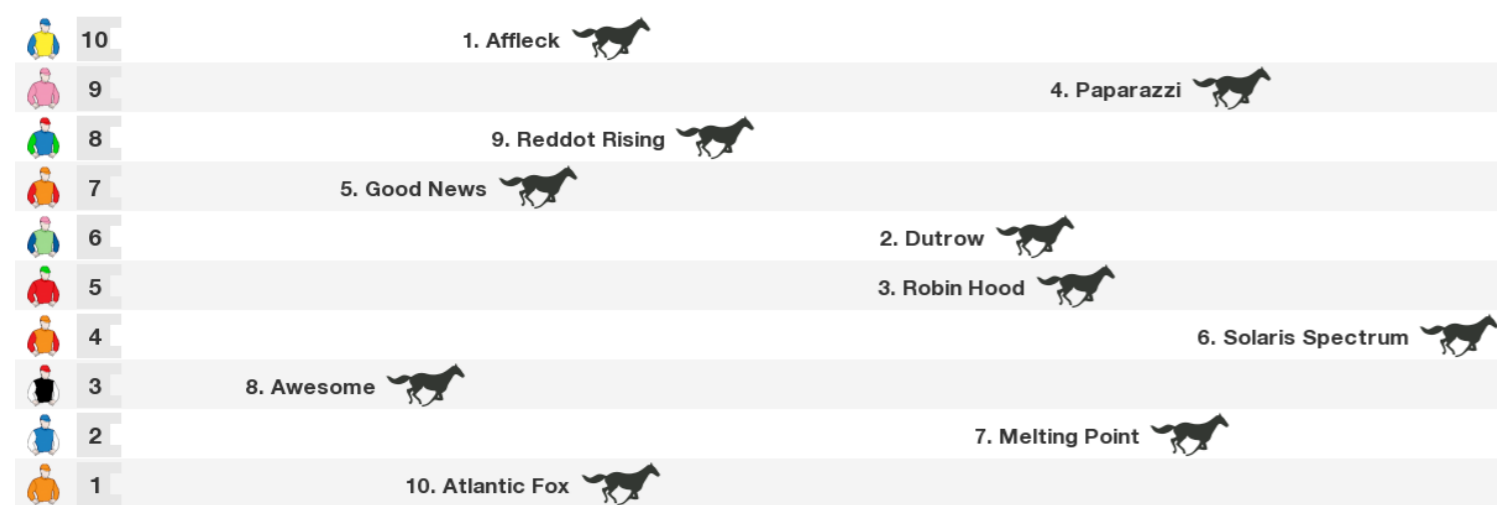 10 1. Affleck
9 4. Paparazzi
8 9. Reddot Rising
7 5. Good News
6 2. Dutrow
5 3. Robin Hood
4 6. Solaris Spectrum
3 8. Awesome
2 7. Melting Point
1 10. Atlantic Fox